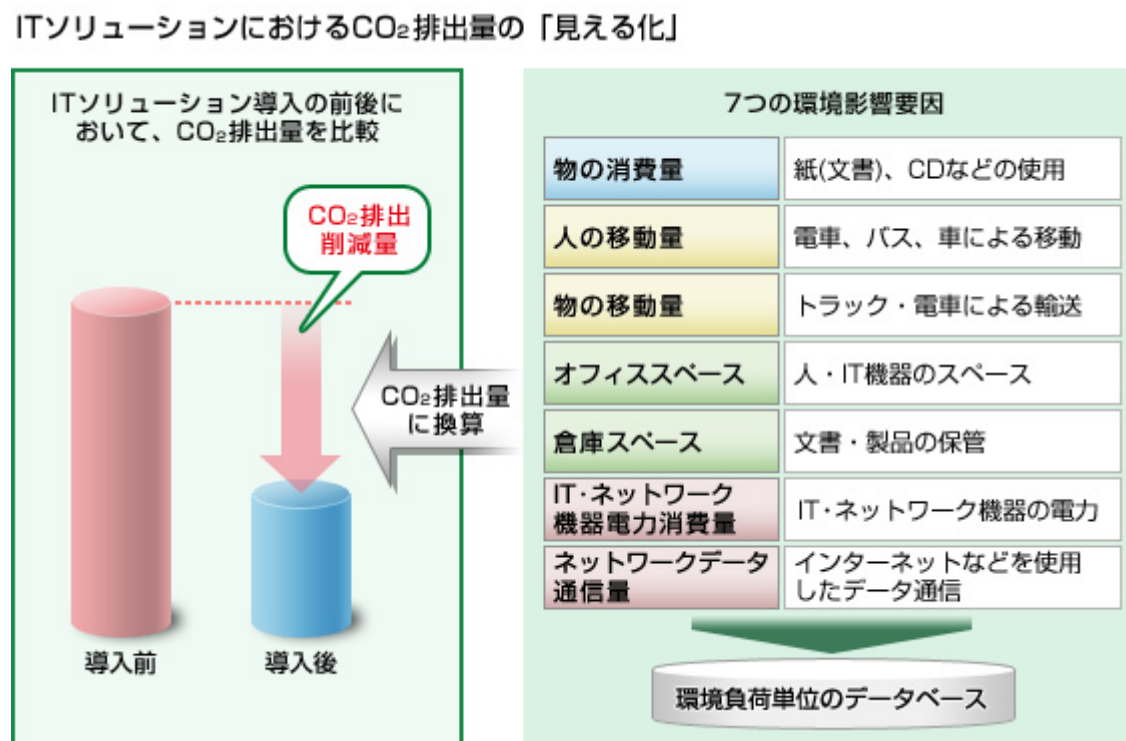 ITソリューションにおけるCO₂排出量の「見える化」
ITソリューション導入の前後に
おいて、CO₂排出量を比較
CO₂排出
削減量
導入前
導入後
CO₂排出量
に換算
7つの環境影響要因
物の消費量
紙(文書)、CDなどの使用
人の移動量
電車、バス、車による移動
物の移動量
トラック・電車による輸送
オフィススペース
人・IT機器のスペース
倉庫スペース
文書・製品の保管
IT・ネットワーク
機器電力消費量
IT・ネットワーク機器の電力
ネットワークデータ
通信量
インターネットなどを使用
したデータ通信
環境負荷単位のデータベース